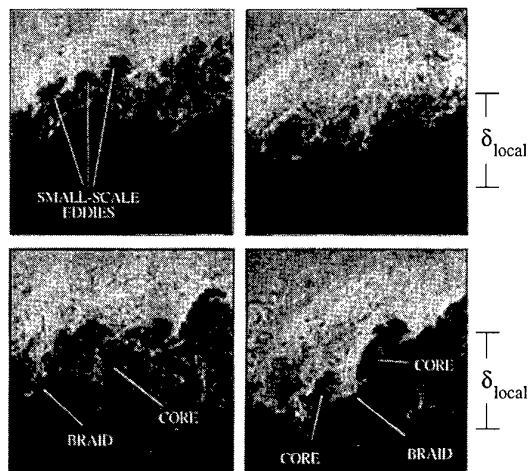 SMALL-SCALE
EDDIES
δlocal
BRAID
CORE
CORE
BRAID
CORE
δlocal